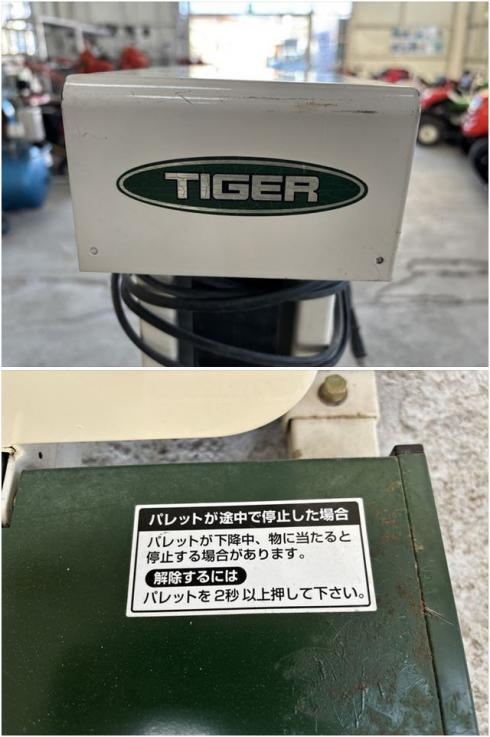 TIGER
パレットが途中で停止した場合
パレットが下降中、物に当たると
停止する場合があります。
解除するには
パレットを2秒以上押して下さい。